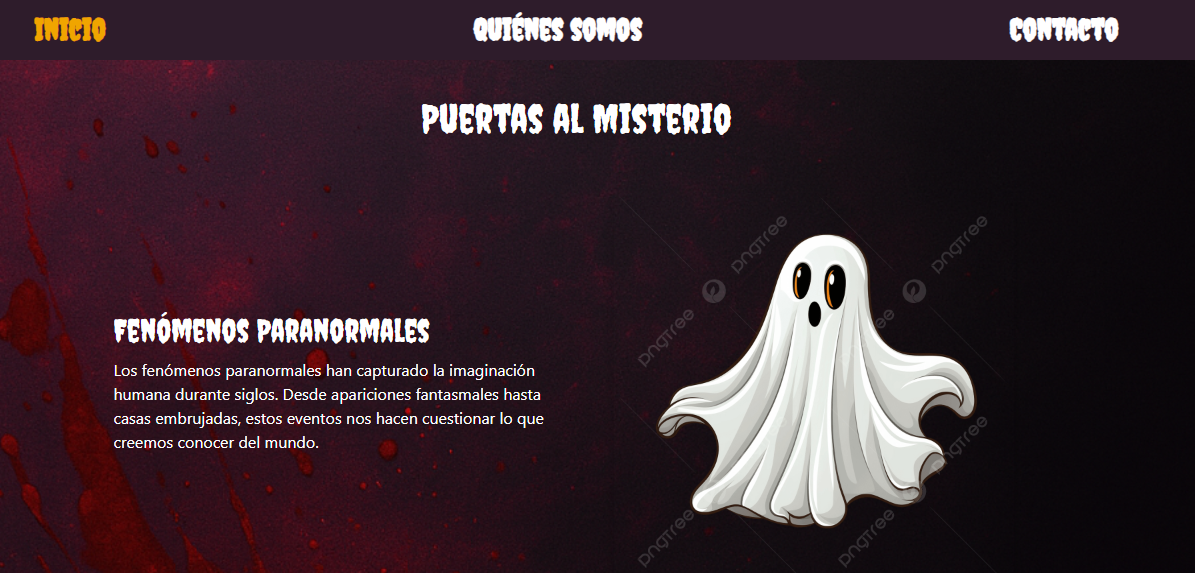 INICIO
QUIÉNES SOMOS
CONTACTO
PUERTAS AL MISTERIO
FENÓMENOS PARANORMALES
Los fenómenos paranormales han capturado la imaginación
humana durante siglos. Desde apariciones fantasmales hasta
casas embrujadas, estos eventos nos hacen cuestionar lo que
creemos conocer del mundo.
pngtree
pngtree
pngtree
pngtree
pngtree
pngtree